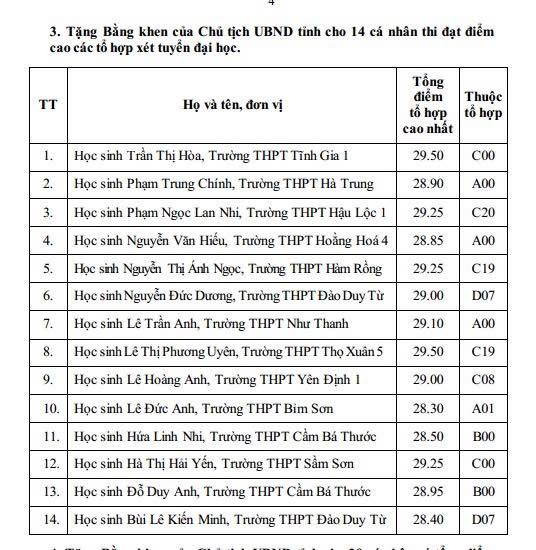 4
3. Tặng Bằng khen của Chủ tịch UBND tỉnh cho 14 cá nhân thi đạt điểm
cao các tổ hợp xét tuyển đại học.
TT Họ và tên, đơn vị Tổng điểm tổ hợp cao nhất Thuộc tổ hợp
1. Học sinh Trần Thị Hòa, Trường THPT Tĩnh Gia 1 29.50 C00
2. Học sinh Phạm Trung Chính, Trường THPT Hà Trung 28.90 A00
3. Học sinh Phạm Ngọc Lan Nhi, Trường THPT Hậu Lộc 1 29.25 C20
4. Học sinh Nguyễn Văn Hiếu, Trường THPT Hoằng Hoá 4 28.85 A00
5. Học sinh Nguyễn Thị Ánh Ngọc, Trường THPT Hàm Rồng 29.25 C19
6. Học sinh Nguyễn Đức Dương, Trường THPT Đào Duy Từ 29.00 D07
7. Học sinh Lê Trần Anh, Trường THPT Như Thanh 29.10 A00
8. Học sinh Lê Thị Phương Uyên, Trường THPT Thọ Xuân 5 29.50 C19
9. Học sinh Lê Hoàng Anh, Trường THPT Yên Định 1 29.00 C08
10. Học sinh Lê Đức Anh, Trường THPT Bỉm Sơn 28.30 A01
11. Học sinh Hứa Linh Nhi, Trường THPT Cầm Bá Thước 28.50 B00
12. Học sinh Hà Thị Hải Yến, Trường THPT Sầm Sơn 29.25 C00
13. Học sinh Đỗ Duy Anh, Trường THPT Cầm Bá Thước 28.95 B00
14. Học sinh Bùi Lê Kiến Minh, Trường THPT Đào Duy Từ 28.40 D07